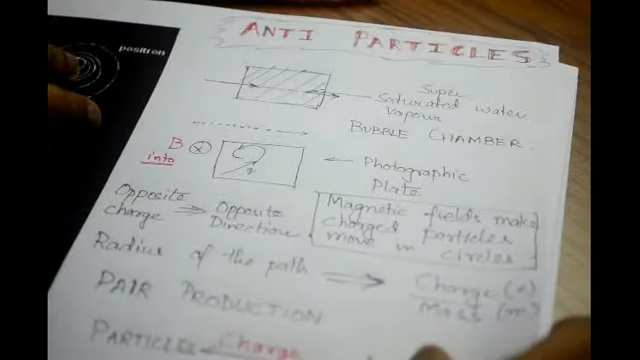 ANTI PARTICLES
positron
Super
Saturated water
Vapour
BUBBLE CHAMBER.
B
into
Photographic
Plate
Opposite
charge ⇒ Opposite
Direction
Magnetic fields make
charged particles
move in circles
Radius of the path ⇒ Charge (e)
Mass (m)
PAIR PRODUCTION
PARTICLES Charge